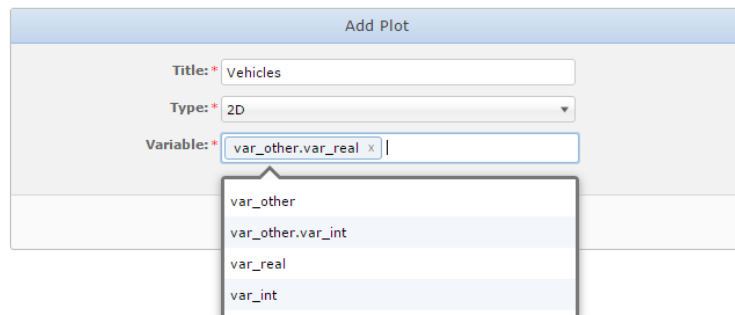 Add Plot
Title:* Vehicles
Type:* 2D
Variable:* var_other.var_real x
var_other
var_other.var_int
var_real
var_int